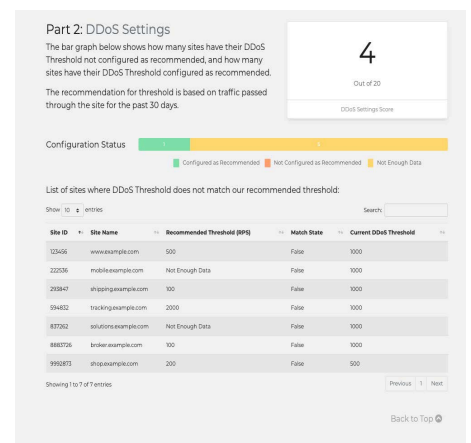 Part 2: DDoS Settings
The bar graph below shows how many sites have their DDoS
Threshold not configured as recommended, and how many
sites have their DDoS Threshold configured as recommended.
The recommendation for threshold is based on traffic passed
through the site for the past 30 days.
4
Out of 20
DDoS Settings Score
Configuration Status
Configured as Recommended Not Configured as Recommended Not Enough Data
List of sites where DDoS Threshold does not match our recommended threshold:
Show 10 entries Search:
Site ID Site Name Recommended Threshold (RPS) Match State Current DDoS Threshold
123456 www.example.com 500 False 1000
222536 mobile.example.com Not Enough Data False 1000
293847 shipping.example.com 100 False 1000
594832 tracking.example.com 2000 False 1000
837262 solutions.example.com Not Enough Data False 1000
8883726 broker.example.com 100 False 1000
9992873 shop.example.com 200 False 500
Showing 1 to 7 of 7 entries Previous 1 Next
Back to Top